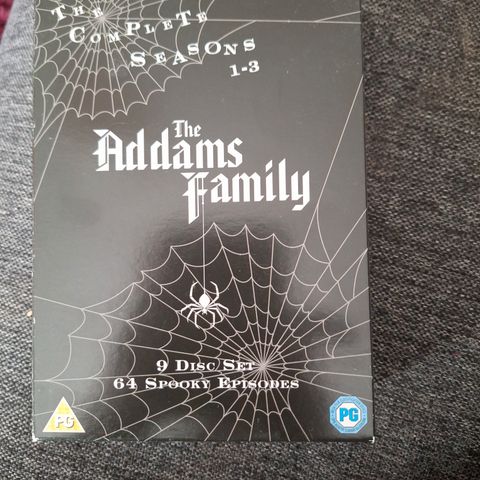 The
Complete
Seasons
1-3
The
Addams
Family
9 Disc Set
64 Spooky Episodes
PG
PG